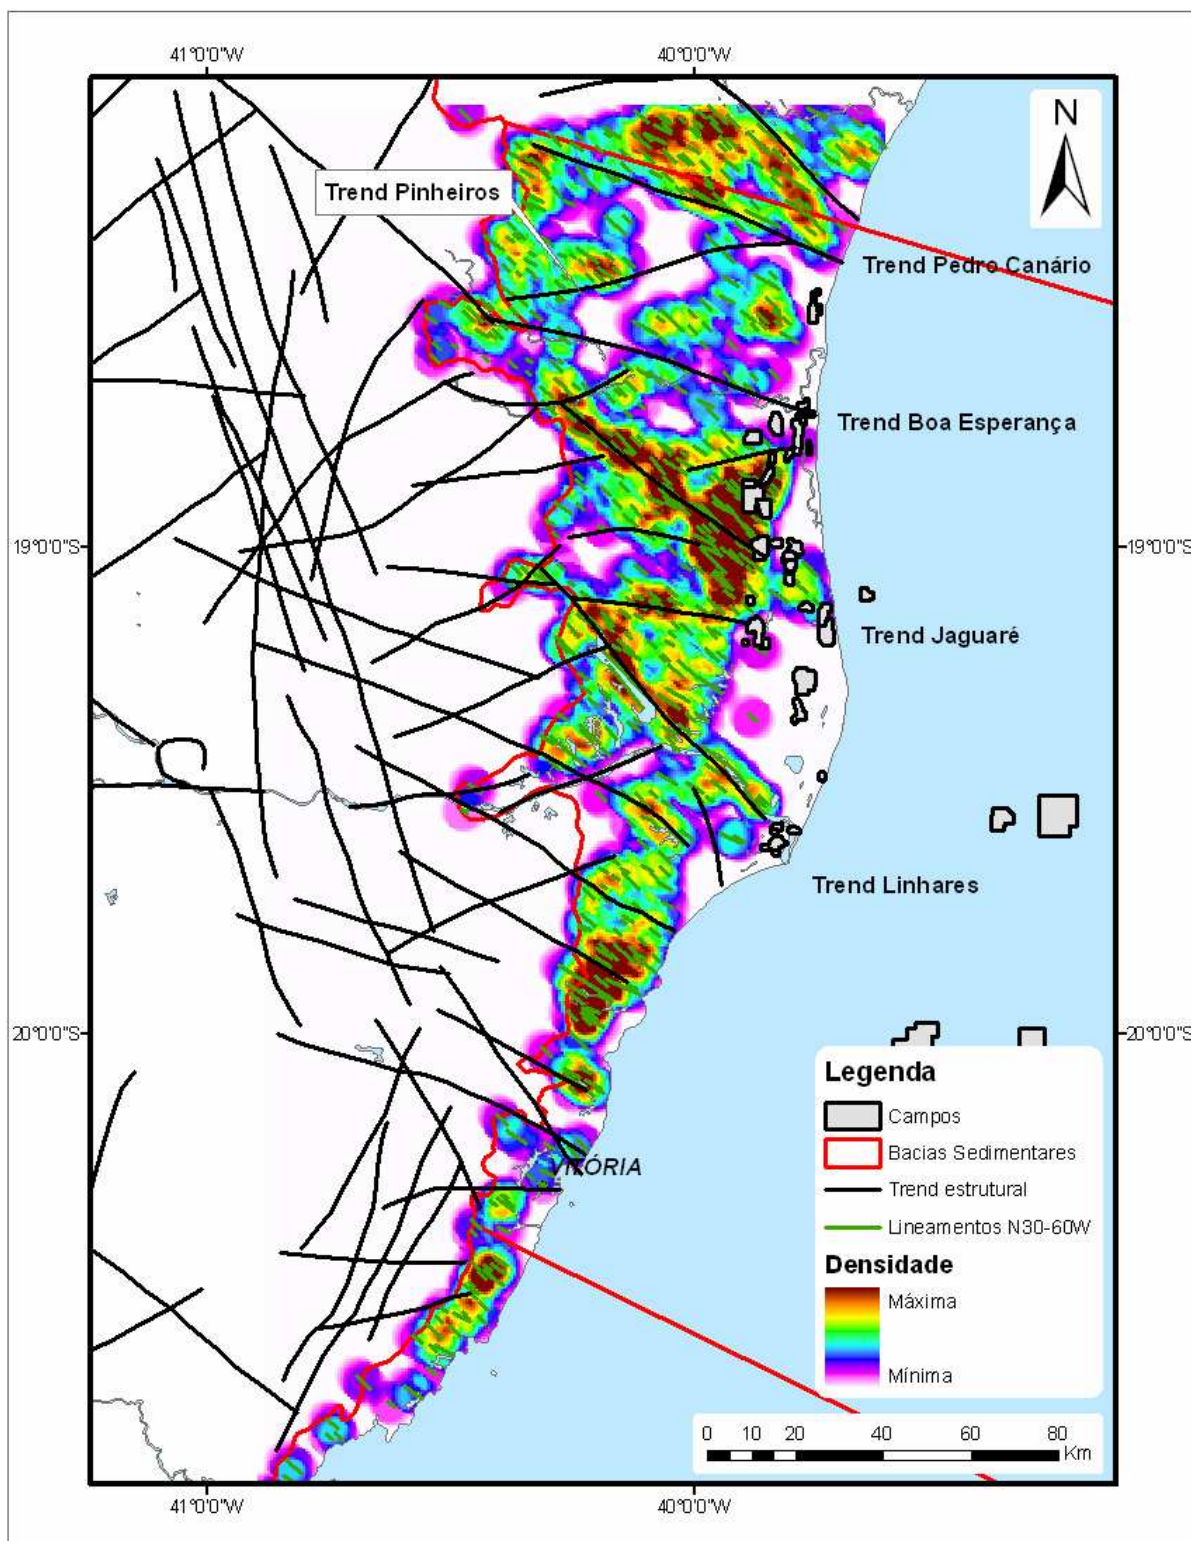 41°0'0"W
40°0'0"W
N
Trend Pinheiros
Trend Pedro Canário
Trend Boa Esperança
19°0'0"S
19°0'0"S
Trend Jaguaré
Trend Linhares
20°0'0"S
20°0'0"S
VITÓRIA
Legenda
Campos
Bacias Sedimentares
Trend estrutural
Lineamentos N30-60W
Densidade
Máxima
Mínima
0 10 20 40 60 80
Km
41°0'0"W
40°0'0"W